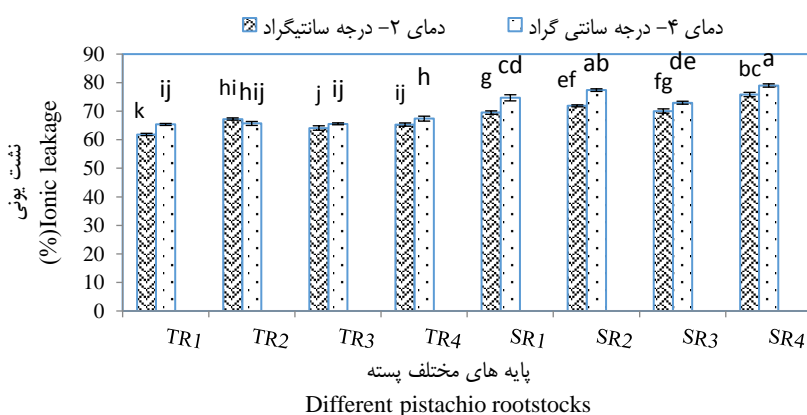 دمای ۲- درجه سانتیگراد
دمای ۴- درجه سانتی گراد
90
80
70
60
50
40
30
20
10
0
نشت یونی
(%)Ionic leakage
k ij hi hij j ij ij h g cd ef ab fg de bc a
TR1 TR2 TR3 TR4 SR1 SR2 SR3 SR4
پایه های مختلف پسته
Different pistachio rootstocks